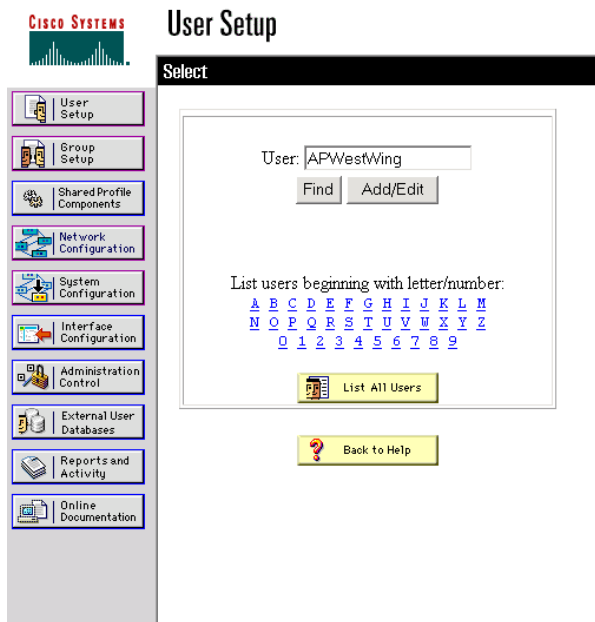 CISCO SYSTEMS
User Setup
Select
User
Setup
Group
Setup
Shared Profile
Components
Network
Configuration
System
Configuration
Interface
Configuration
Administration
Control
External User
Databases
Reports and
Activity
Online
Documentation
User: APWestWing
Find Add/Edit
List users beginning with letter/number:
A B C D E F G H I J K L M
N O P Q R S T U V W X Y Z
0 1 2 3 4 5 6 7 8 9
List All Users
Back to Help